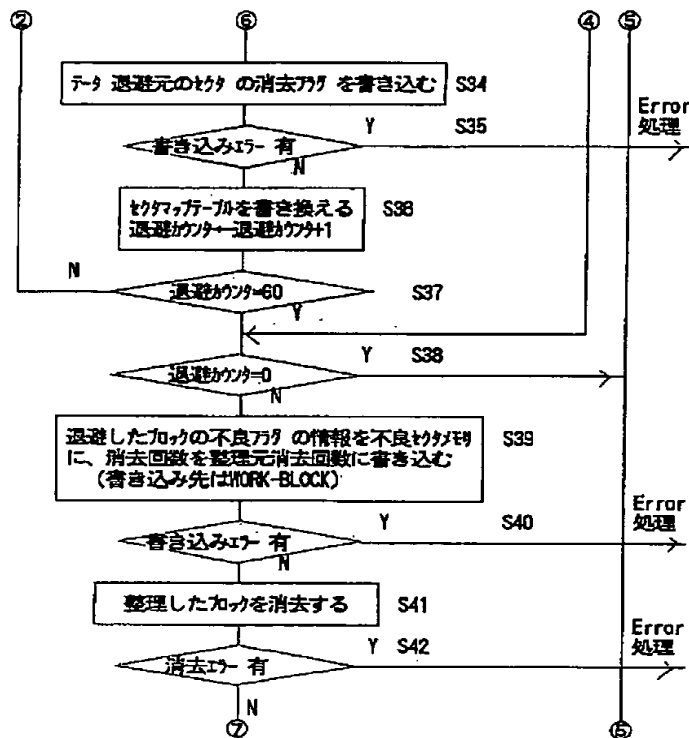 ② ⑥ ④ ⑤
データ 退避元のセクタ の消去フラグ を書き込む S34
Y S35 Error
処理
書き込みエラー 有
N
セクタマップテーブルを書き換える S36
退避カウンター←退避カウンター+1
N
退避カウンター=60 S37
Y
Y S38
退避カウンター=0
N
退避したブロックの不良フラグ の情報を不良セクタメモリ S39
に、消去回数を整理元消去回数に書き込む
(書き込み先はWORK-BLOCK)
Y S40 Error
処理
書き込みエラー 有
N
整理したブロックを消去する S41
Error
Y S42 処理
消去エラー 有
N
⑦